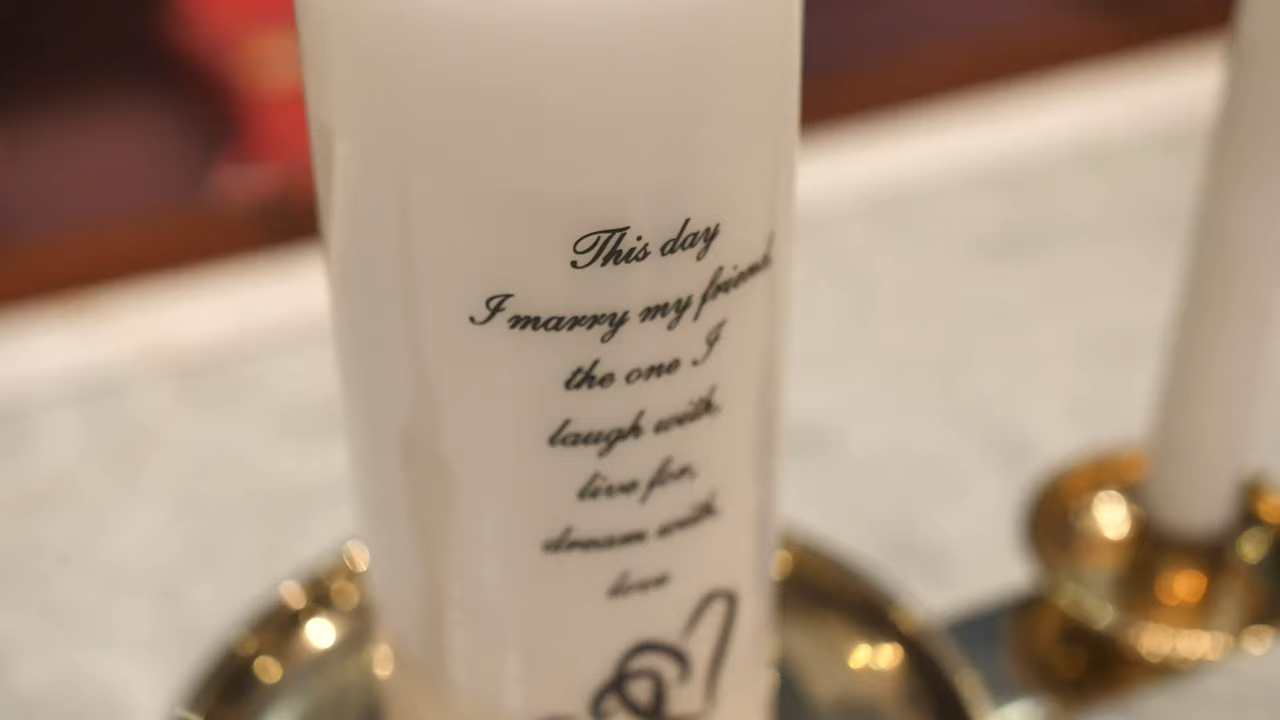 This day
I marry my friend
the one I
laugh with,
live for,
dream with
love